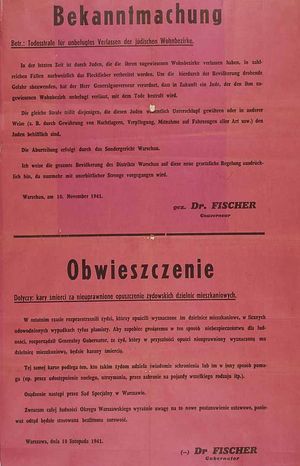 Bekanntmachung
Betr.: Todesstrafe für unbefugtes Verlassen der jüdischen Wohnbezirke.
In der letzten Zeit ist durch Juden, die die ihnen zugewiesenen Wohnbezirke verlassen haben, in zahl-
reichen Fällen nachweislich das Fleckfieber verbreitet worden. Um die hierdurch der Bevölkerung drohende
Gefahr abzuwenden, hat der Herr Generalgouverneur verordnet, dass in Zukunft ein Jude, der den ihm zu-
gewiesenen Wohnbezirk unbefugt verlässt, mit dem Tode bestraft wird.
Die gleiche Strafe trifft diejenigen, die diesen Juden wissentlich Unterschlupf gewähren oder in anderer
Weise (z. B. durch Gewährung von Nachtlagern, Verpflegung, Mitnahme auf Fahrzeugen aller Art usw.) den
Juden behilflich sind.
Die Aburteilung erfolgt durch das Sondergericht Warschau.
Ich weise die gesamte Bevölkerung des Distrikts Warschau auf diese neue gesetzliche Regelung ausdrück-
lich hin, da nunmehr mit unerbittlicher Strenge vorgegangen wird.
Warschau, am 10. November 1941.
gez. Dr. FISCHER
Gouverneur
Obwieszczenie
Dotyczy: kary śmierci za nieuprawnione opuszczenie żydowskich dzielnic mieszkaniowych.
W ostatnim czasie rozprzestrzenili żydzi, którzy opuścili wyznaczone im dzielnice mieszkaniowe, w licznych
udowodnionych wypadkach tyfus plamisty. Aby zapobiec grożącemu w ten sposób niebezpieczeństwu dla lud-
ności, rozporządził Generalny Gubernator, że żyd, który w przyszłości opuści nieuprawniony wyznaczoną mu
dzielnicę mieszkaniową, będzie karany śmiercią.
Tej samej karze podlega ten, kto takim żydom udziela świadomie schronienia lub im w inny sposób poma-
ga (np. przez udostępnienie noclegu, utrzymania, przez zabranie na pojazdy wszelkiego rodzaju itp.).
Osądzenie nastąpi przez Sąd Specjalny w Warszawie.
Zwracam całej ludności Okręgu Warszawskiego wyraźnie uwagę na to nowe postanowienie ustawowe, ponie-
waż odtąd będzie stosowana bezlitosna surowość.
Warszawa, dnia 10 listopada 1941.
(—) Dr FISCHER
Gubernator